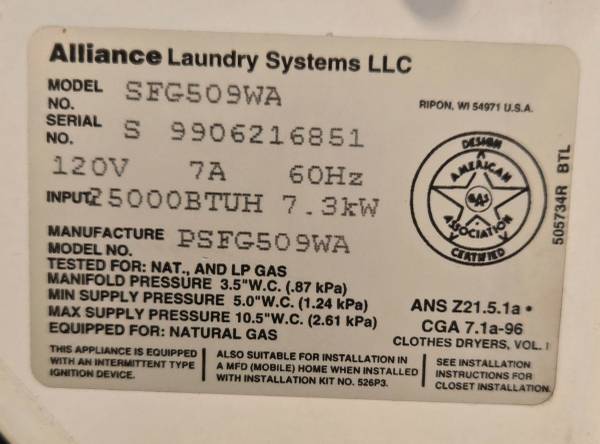 Alliance Laundry Systems LLC
MODEL NO. SFG509WA
RIPON, WI 54971 U.S.A.
SERIAL NO. S 9906216851
120V 7A 60Hz
INPUT 25000BTUH 7.3kW
MANUFACTURE MODEL NO. DSFG509WA
TESTED FOR: NAT., AND LP GAS
MANIFOLD PRESSURE 3.5"W.C. (.87 kPa)
MIN SUPPLY PRESSURE 5.0"W.C. (1.24 kPa)
MAX SUPPLY PRESSURE 10.5"W.C. (2.61 kPa)
EQUIPPED FOR: NATURAL GAS
DESIGN
AMERICAN
GAS
ASSOCIATION
CERTIFIED
505734R BTL
ANS Z21.5.1a •
CGA 7.1a-96
CLOTHES DRYERS, VOL. I
THIS APPLIANCE IS EQUIPPED
WITH AN INTERMITTENT TYPE
IGNITION DEVICE.
ALSO SUITABLE FOR INSTALLATION IN
A MFD (MOBILE) HOME WHEN INSTALLED
WITH INSTALLATION KIT NO. 526P3.
SEE INSTALLATION
INSTRUCTIONS FOR
CLOSET INSTALLATION.